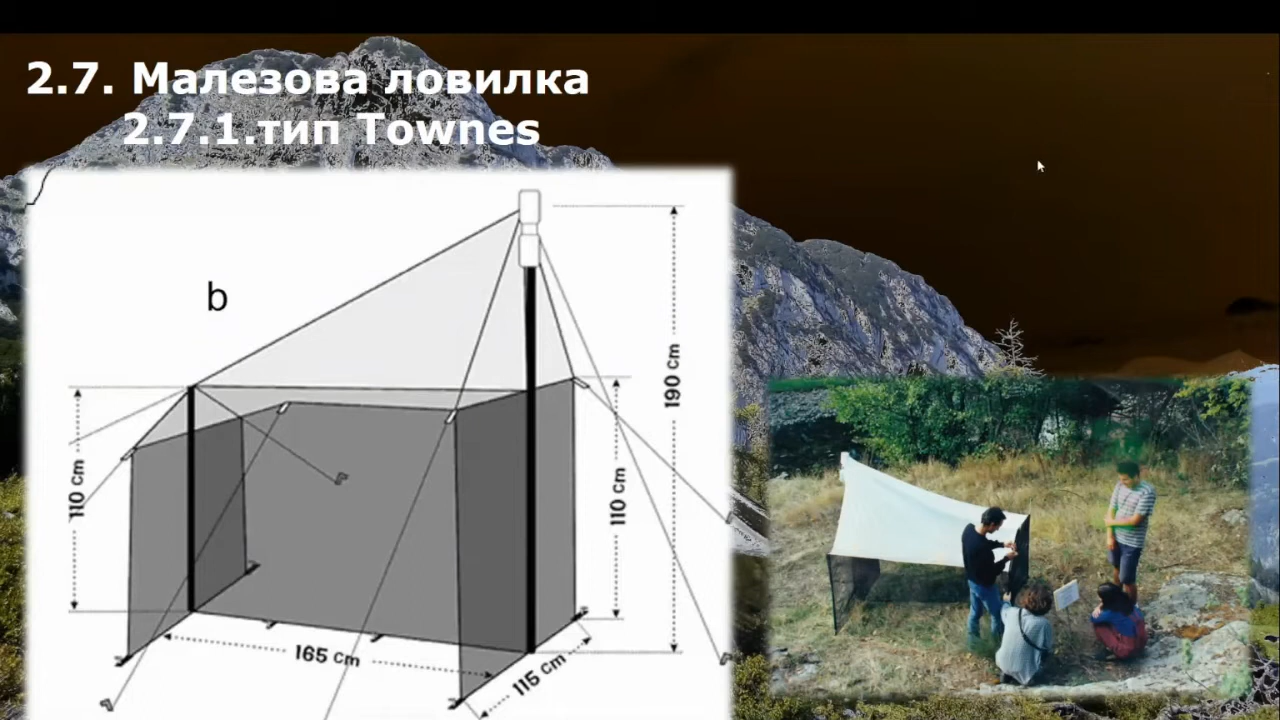 2.7. Малезова ловилка
2.7.1.тип Townes
b
190 cm
110 cm
110 cm
165 cm
115 cm